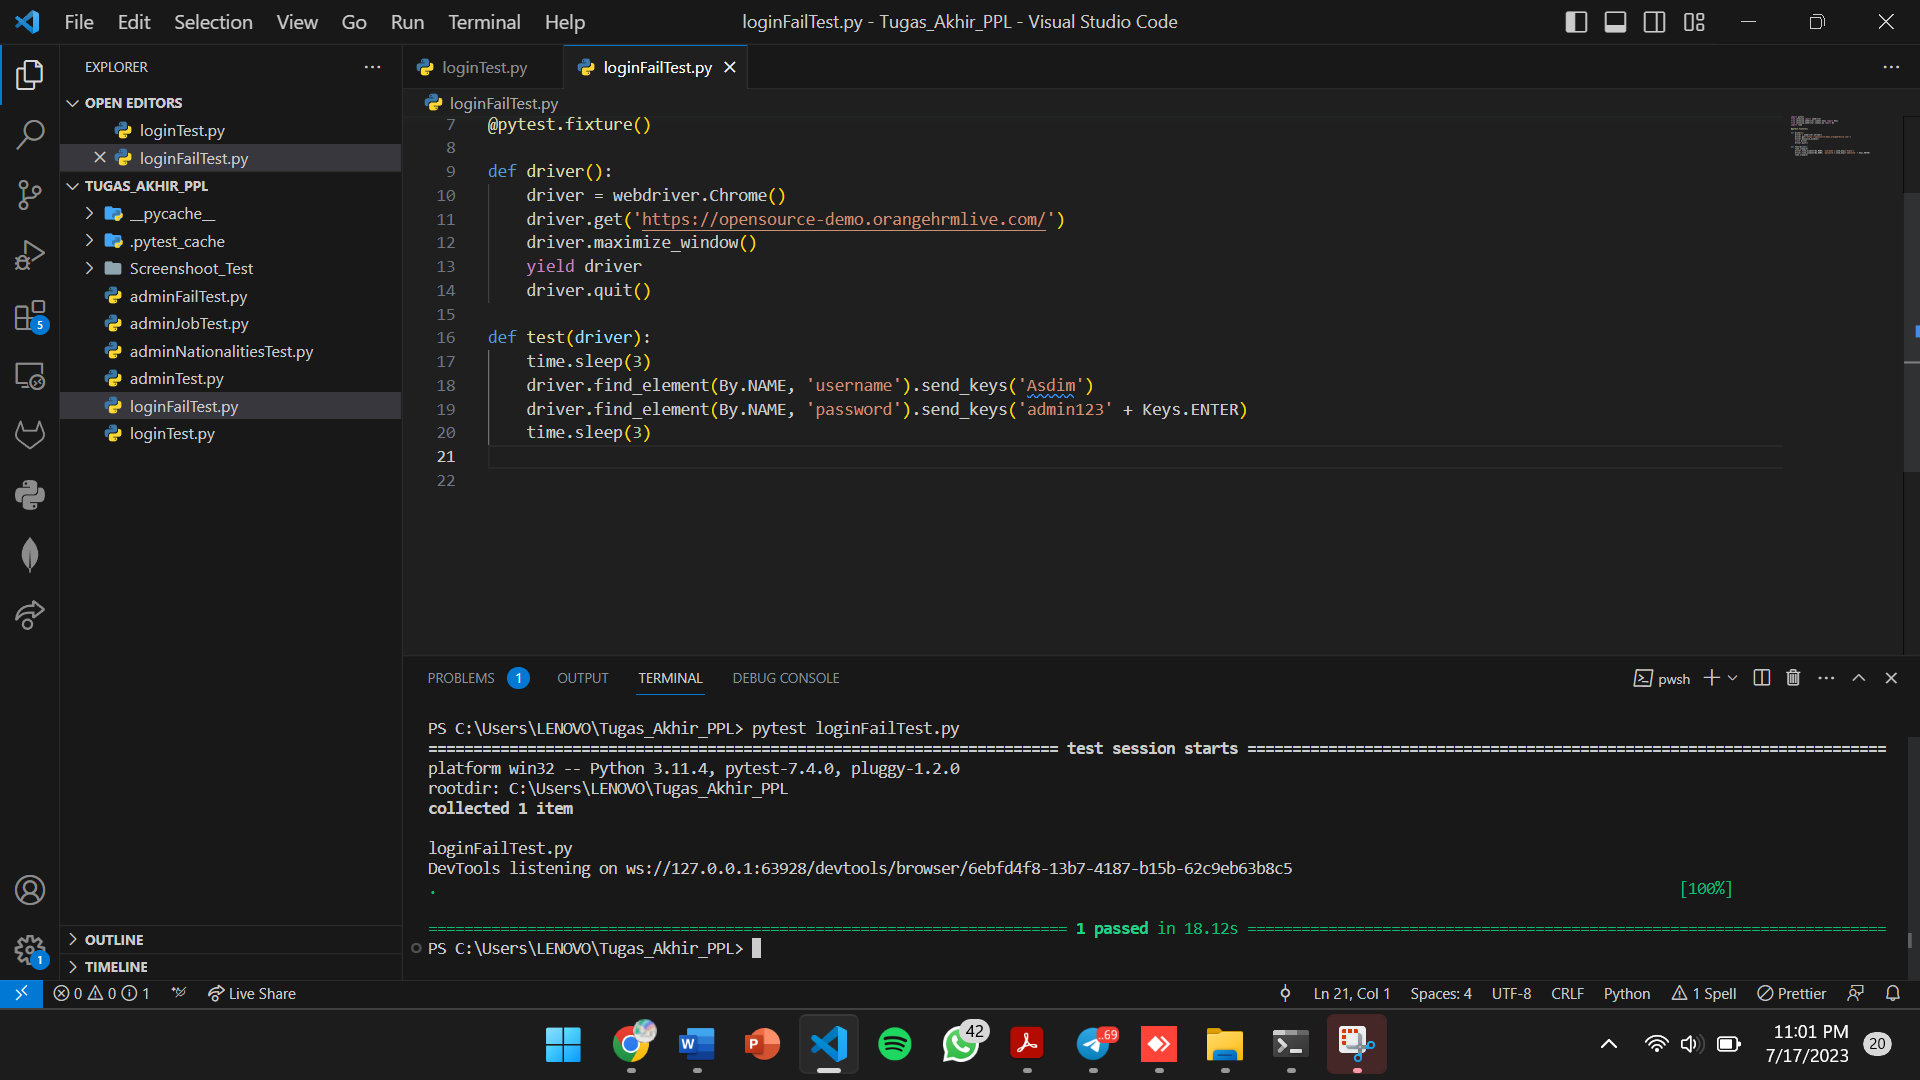 File Edit Selection View Go Run Terminal Help
loginFailTest.py - Tugas_Akhir_PPL - Visual Studio Code
EXPLORER
OPEN EDITORS
loginTest.py
loginFailTest.py
TUGAS_AKHIR_PPL
__pycache__
.pytest_cache
Screenshoot_Test
adminFailTest.py
adminJobTest.py
adminNationalitiesTest.py
adminTest.py
loginFailTest.py
loginTest.py
OUTLINE
TIMELINE
5
1
loginTest.py
loginFailTest.py
loginFailTest.py
7 @pytest.fixture()
8
9 def driver():
10     driver = webdriver.Chrome()
11     driver.get('https://opensource-demo.orangehrmlive.com/')
12     driver.maximize_window()
13     yield driver
14     driver.quit()
15
16 def test(driver):
17     time.sleep(3)
18     driver.find_element(By.NAME, 'username').send_keys('Asdim')
19     driver.find_element(By.NAME, 'password').send_keys('admin123' + Keys.ENTER)
20     time.sleep(3)
21
22
PROBLEMS 1 OUTPUT TERMINAL DEBUG CONSOLE
pwsh
PS C:\Users\LENOVO\Tugas_Akhir_PPL> pytest loginFailTest.py
====================================================================== test session starts =======================================================================
platform win32 -- Python 3.11.4, pytest-7.4.0, pluggy-1.2.0
rootdir: C:\Users\LENOVO\Tugas_Akhir_PPL
collected 1 item
loginFailTest.py
DevTools listening on ws://127.0.0.1:63928/devtools/browser/6ebfd4f8-13b7-4187-b15b-62c9eb63b8c5
. [100%]
======================================================================= 1 passed in 18.12s =======================================================================
PS C:\Users\LENOVO\Tugas_Akhir_PPL>
0 0 1 Live Share
Ln 21, Col 1 Spaces: 4 UTF-8 CRLF Python 1 Spell Prettier
42
..69
11:01 PM
7/17/2023
20